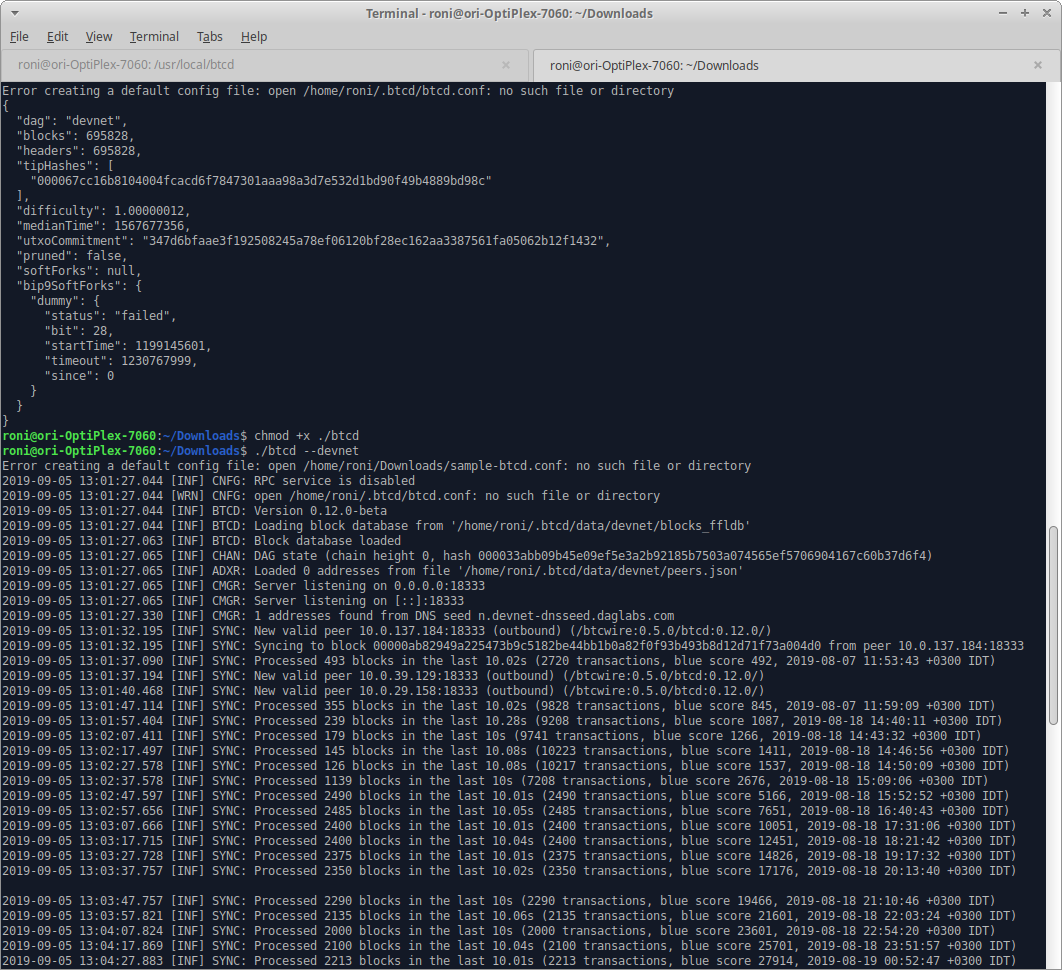 Terminal - roni@ori-OptiPlex-7060: ~/Downloads
File Edit View Terminal Tabs Help
roni@ori-OptiPlex-7060: /usr/local/btcd
roni@ori-OptiPlex-7060: ~/Downloads
Error creating a default config file: open /home/roni/.btcd/btcd.conf: no such file or directory
{
  "dag": "devnet",
  "blocks": 695828,
  "headers": 695828,
  "tipHashes": [
    "000067cc16b8104004fcacd6f7847301aaa98a3d7e532d1bd90f49b4889bd98c"
  ],
  "difficulty": 1.00000012,
  "medianTime": 1567677356,
  "utxoCommitment": "347d6bfaae3f192508245a78ef06120bf28ec162aa3387561fa05062b12f1432",
  "pruned": false,
  "softForks": null,
  "bip9SoftForks": {
    "dummy": {
      "status": "failed",
      "bit": 28,
      "startTime": 1199145601,
      "timeout": 1230767999,
      "since": 0
    }
  }
}
roni@ori-OptiPlex-7060:~/Downloads$ chmod +x ./btcd
roni@ori-OptiPlex-7060:~/Downloads$ ./btcd --devnet
Error creating a default config file: open /home/roni/Downloads/sample-btcd.conf: no such file or directory
2019-09-05 13:01:27.044 [INF] CNFG: RPC service is disabled
2019-09-05 13:01:27.044 [WRN] CNFG: open /home/roni/.btcd/btcd.conf: no such file or directory
2019-09-05 13:01:27.044 [INF] BTCD: Version 0.12.0-beta
2019-09-05 13:01:27.044 [INF] BTCD: Loading block database from '/home/roni/.btcd/data/devnet/blocks_ffldb'
2019-09-05 13:01:27.063 [INF] BTCD: Block database loaded
2019-09-05 13:01:27.065 [INF] CHAN: DAG state (chain height 0, hash 000033abb09b45e09ef5e3a2b92185b7503a074565ef5706904167c60b37d6f4)
2019-09-05 13:01:27.065 [INF] ADXR: Loaded 0 addresses from file '/home/roni/.btcd/data/devnet/peers.json'
2019-09-05 13:01:27.065 [INF] CMGR: Server listening on 0.0.0.0:18333
2019-09-05 13:01:27.065 [INF] CMGR: Server listening on [::]:18333
2019-09-05 13:01:27.330 [INF] CMGR: 1 addresses found from DNS seed n.devnet-dnsseed.daglabs.com
2019-09-05 13:01:32.195 [INF] SYNC: New valid peer 10.0.137.184:18333 (outbound) (/btcwire:0.5.0/btcd:0.12.0/)
2019-09-05 13:01:32.195 [INF] SYNC: Syncing to block 00000ab82949a225473b9c5182be44bb1b0a82f0f93b493b8d12d71f73a004d0 from peer 10.0.137.184:18333
2019-09-05 13:01:37.090 [INF] SYNC: Processed 493 blocks in the last 10.02s (2720 transactions, blue score 492, 2019-08-07 11:53:43 +0300 IDT)
2019-09-05 13:01:37.194 [INF] SYNC: New valid peer 10.0.39.129:18333 (outbound) (/btcwire:0.5.0/btcd:0.12.0/)
2019-09-05 13:01:40.468 [INF] SYNC: New valid peer 10.0.29.158:18333 (outbound) (/btcwire:0.5.0/btcd:0.12.0/)
2019-09-05 13:01:47.114 [INF] SYNC: Processed 355 blocks in the last 10.02s (9828 transactions, blue score 845, 2019-08-07 11:59:09 +0300 IDT)
2019-09-05 13:01:57.404 [INF] SYNC: Processed 239 blocks in the last 10.28s (9208 transactions, blue score 1087, 2019-08-18 14:40:11 +0300 IDT)
2019-09-05 13:02:07.411 [INF] SYNC: Processed 179 blocks in the last 10s (9741 transactions, blue score 1266, 2019-08-18 14:43:32 +0300 IDT)
2019-09-05 13:02:17.497 [INF] SYNC: Processed 145 blocks in the last 10.08s (10223 transactions, blue score 1411, 2019-08-18 14:46:56 +0300 IDT)
2019-09-05 13:02:27.578 [INF] SYNC: Processed 126 blocks in the last 10.08s (10217 transactions, blue score 1537, 2019-08-18 14:50:09 +0300 IDT)
2019-09-05 13:02:37.578 [INF] SYNC: Processed 1139 blocks in the last 10s (7208 transactions, blue score 2676, 2019-08-18 15:09:06 +0300 IDT)
2019-09-05 13:02:47.597 [INF] SYNC: Processed 2490 blocks in the last 10.01s (2490 transactions, blue score 5166, 2019-08-18 15:52:52 +0300 IDT)
2019-09-05 13:02:57.656 [INF] SYNC: Processed 2485 blocks in the last 10.05s (2485 transactions, blue score 7651, 2019-08-18 16:40:43 +0300 IDT)
2019-09-05 13:03:07.666 [INF] SYNC: Processed 2400 blocks in the last 10.01s (2400 transactions, blue score 10051, 2019-08-18 17:31:06 +0300 IDT)
2019-09-05 13:03:17.715 [INF] SYNC: Processed 2400 blocks in the last 10.04s (2400 transactions, blue score 12451, 2019-08-18 18:21:42 +0300 IDT)
2019-09-05 13:03:27.728 [INF] SYNC: Processed 2375 blocks in the last 10.01s (2375 transactions, blue score 14826, 2019-08-18 19:17:32 +0300 IDT)
2019-09-05 13:03:37.757 [INF] SYNC: Processed 2350 blocks in the last 10.02s (2350 transactions, blue score 17176, 2019-08-18 20:13:40 +0300 IDT)
2019-09-05 13:03:47.757 [INF] SYNC: Processed 2290 blocks in the last 10s (2290 transactions, blue score 19466, 2019-08-18 21:10:46 +0300 IDT)
2019-09-05 13:03:57.821 [INF] SYNC: Processed 2135 blocks in the last 10.06s (2135 transactions, blue score 21601, 2019-08-18 22:03:24 +0300 IDT)
2019-09-05 13:04:07.824 [INF] SYNC: Processed 2000 blocks in the last 10s (2000 transactions, blue score 23601, 2019-08-18 22:54:20 +0300 IDT)
2019-09-05 13:04:17.869 [INF] SYNC: Processed 2100 blocks in the last 10.04s (2100 transactions, blue score 25701, 2019-08-18 23:51:57 +0300 IDT)
2019-09-05 13:04:27.883 [INF] SYNC: Processed 2213 blocks in the last 10.01s (2213 transactions, blue score 27914, 2019-08-19 00:52:47 +0300 IDT)